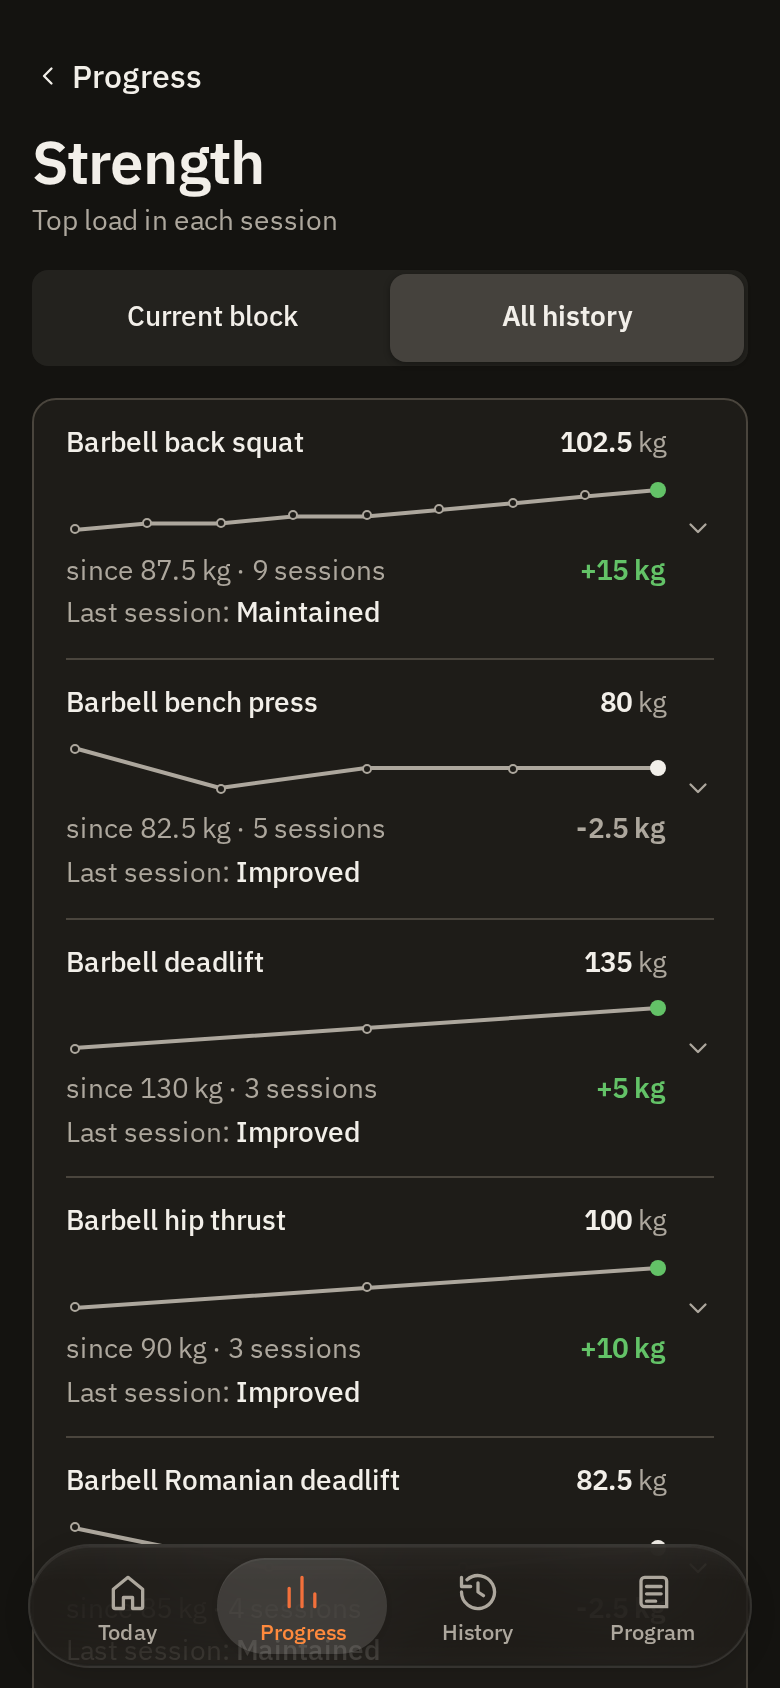 Progress
Strength
Top load in each session
Current block
All history
Barbell back squat
102.5 kg
since 87.5 kg · 9 sessions
+15 kg
Last session: Maintained
Barbell bench press
80 kg
since 82.5 kg · 5 sessions
-2.5 kg
Last session: Improved
Barbell deadlift
135 kg
since 130 kg · 3 sessions
+5 kg
Last session: Improved
Barbell hip thrust
100 kg
since 90 kg · 3 sessions
+10 kg
Last session: Improved
Barbell Romanian deadlift
82.5 kg
since 85 kg · 4 sessions
-2.5 kg
Last session: Maintained
Today
Progress
History
Program